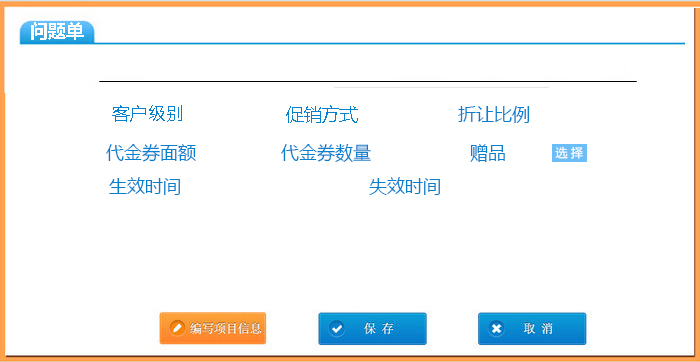 问题单
客户级别 促销方式 折让比例
代金券面额 代金券数量 赠品 选择
生效时间 失效时间
编写项目信息 保存 取消